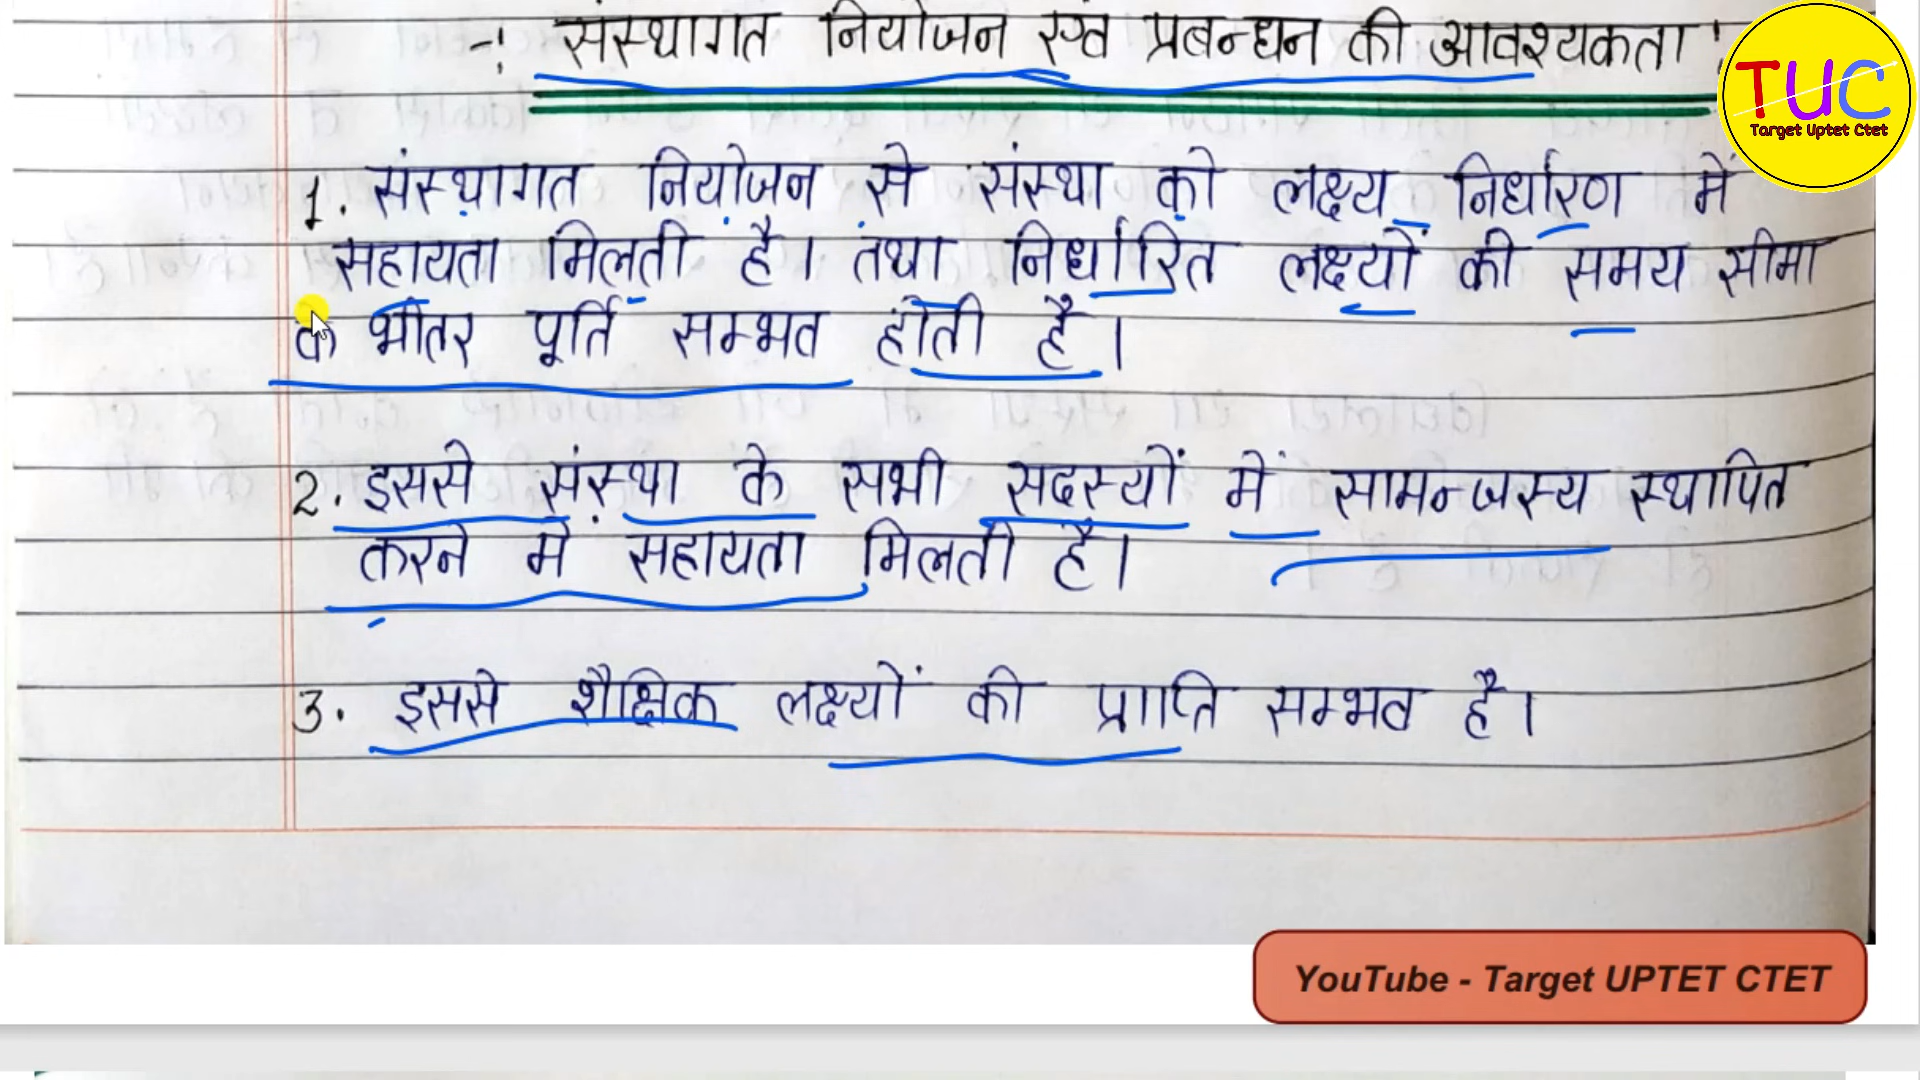 -: संस्थागत नियोजन एवं प्रबन्धन की आवश्यकता :
TUC
Target Uptet Ctet
1. संस्थागत नियोजन से संस्था को लक्ष्य निर्धारण में
सहायता मिलती है। तथा निर्धारित लक्ष्यों की समय सीमा
के भीतर पूर्ति सम्भव होती है।
2. इससे संस्था के सभी सदस्यों में सामन्जस्य स्थापित
करने में सहायता मिलती है।
3. इससे शैक्षिक लक्ष्यों की प्राप्ति सम्भव है।
YouTube - Target UPTET CTET